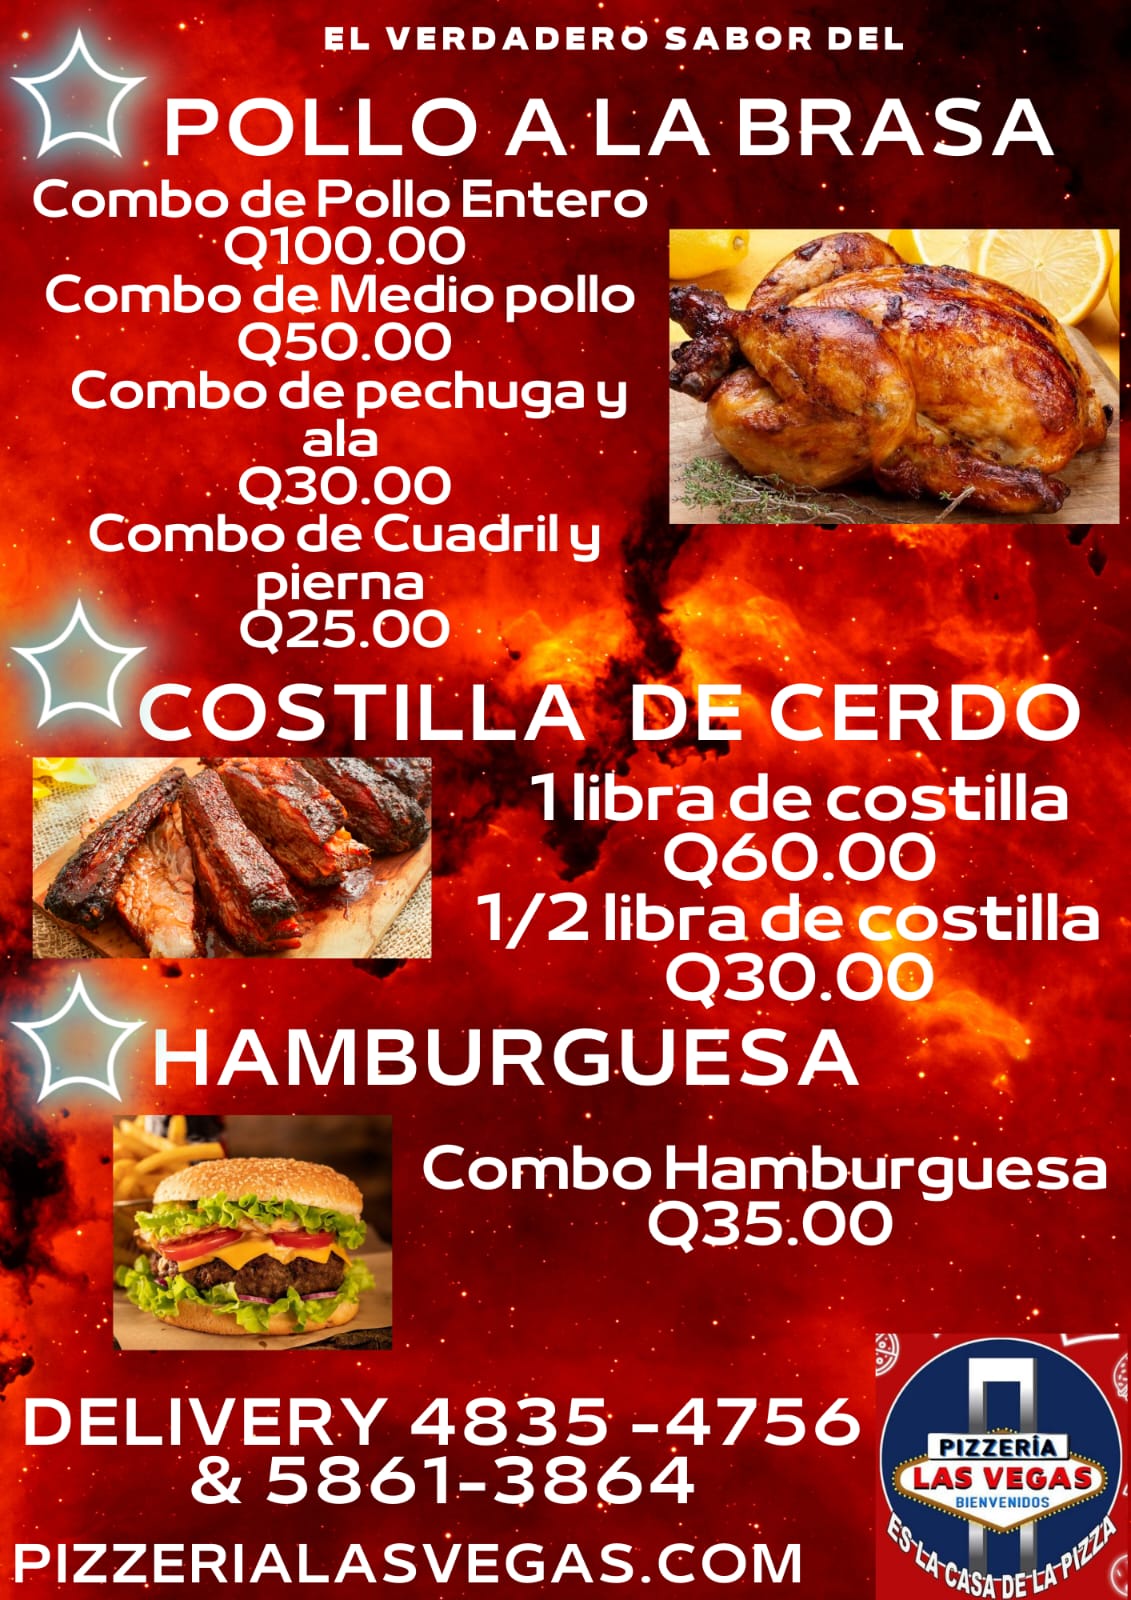 EL VERDADERO SABOR DEL
POLLO A LA BRASA
Combo de Pollo Entero
Q100.00
Combo de Medio pollo
Q50.00
Combo de pechuga y
ala
Q30.00
Combo de Cuadril y
pierna
Q25.00
COSTILLA DE CERDO
1 libra de costilla
Q60.00
1/2 libra de costilla
Q30.00
HAMBURGUESA
Combo Hamburguesa
Q35.00
DELIVERY 4835 -4756
& 5861-3864
PIZZERIALASVEGAS.COM
PIZZERÍA
LAS VEGAS
BIENVENIDOS
ES LA CASA DE LA PIZZA